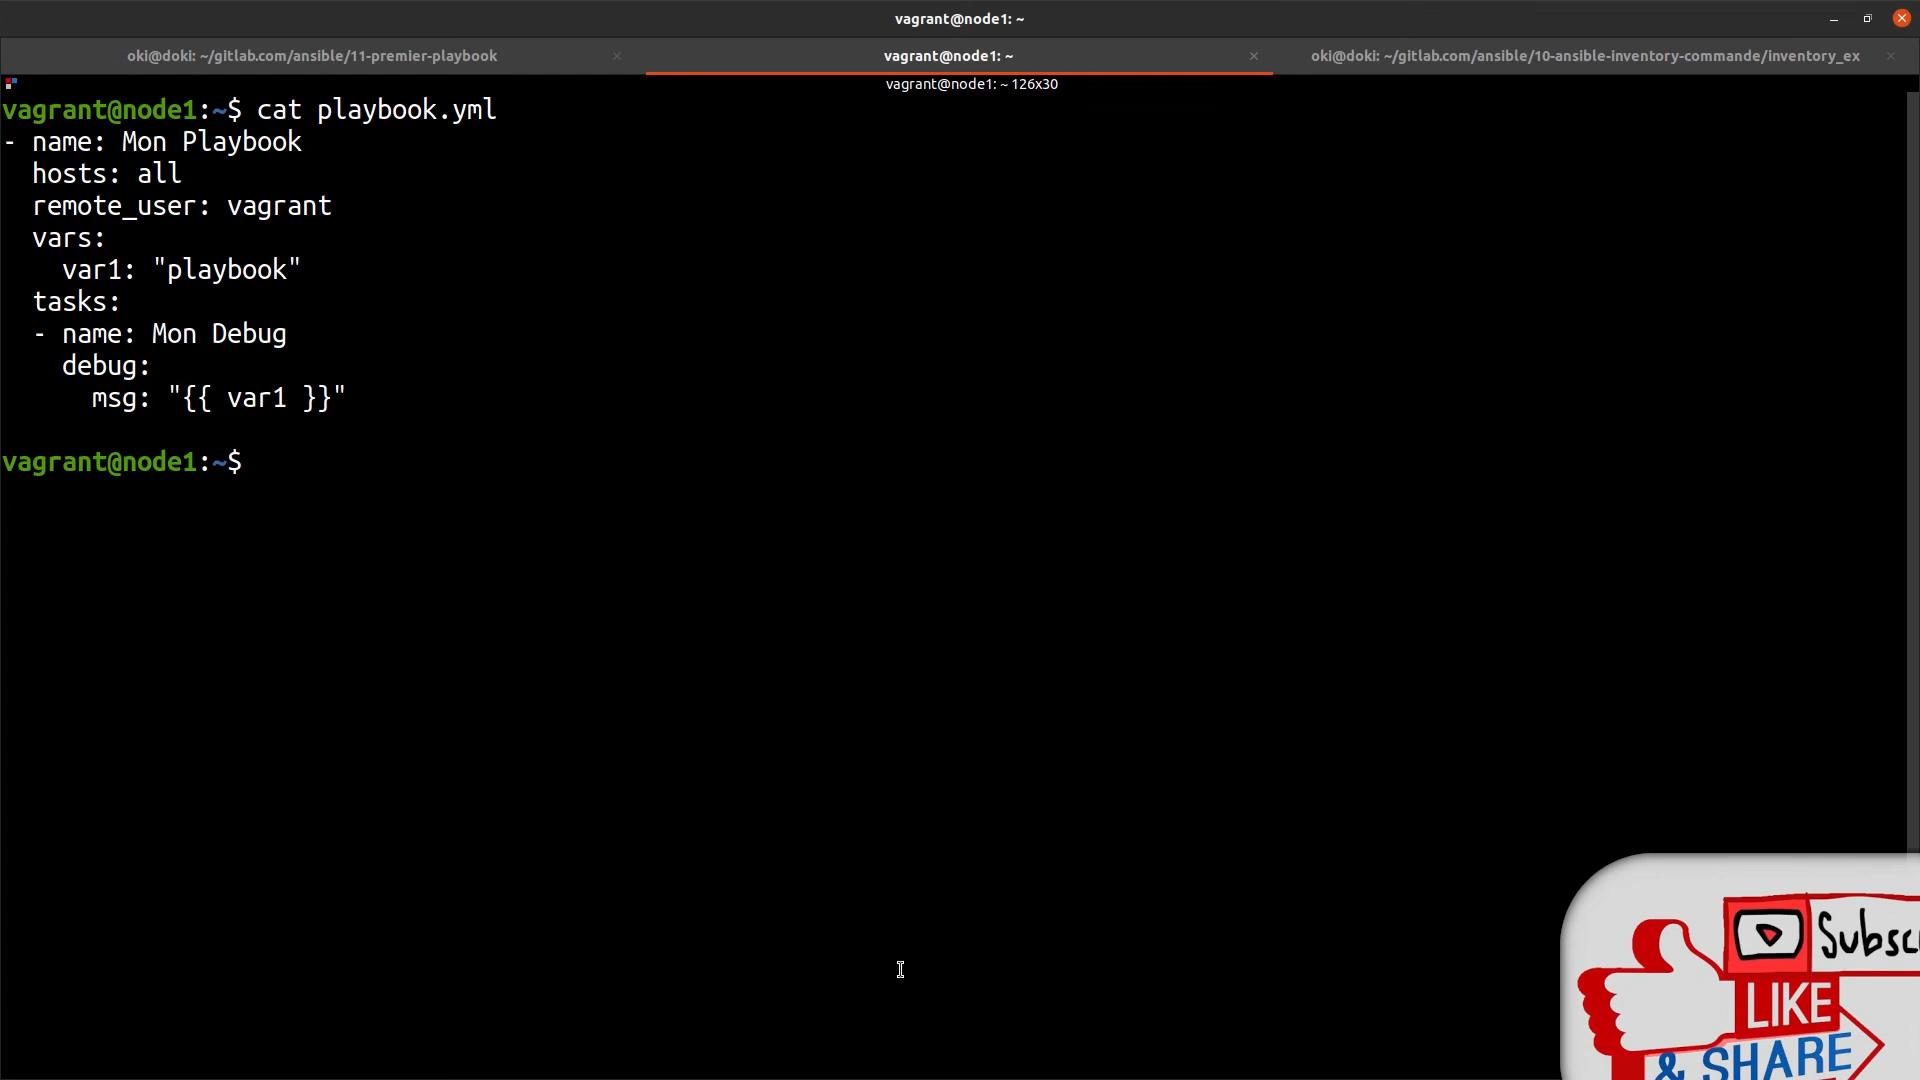 vagrant@node1: ~
oki@doki: ~/gitlab.com/ansible/11-premier-playbook
vagrant@node1: ~
oki@doki: ~/gitlab.com/ansible/10-ansible-inventory-commande/inventory_ex
vagrant@node1: ~ 126x30
vagrant@node1:~$ cat playbook.yml
- name: Mon Playbook
  hosts: all
  remote_user: vagrant
  vars:
    var1: "playbook"
  tasks:
  - name: Mon Debug
    debug:
      msg: "{{ var1 }}"
vagrant@node1:~$
Subsc
LIKE
& SHARE